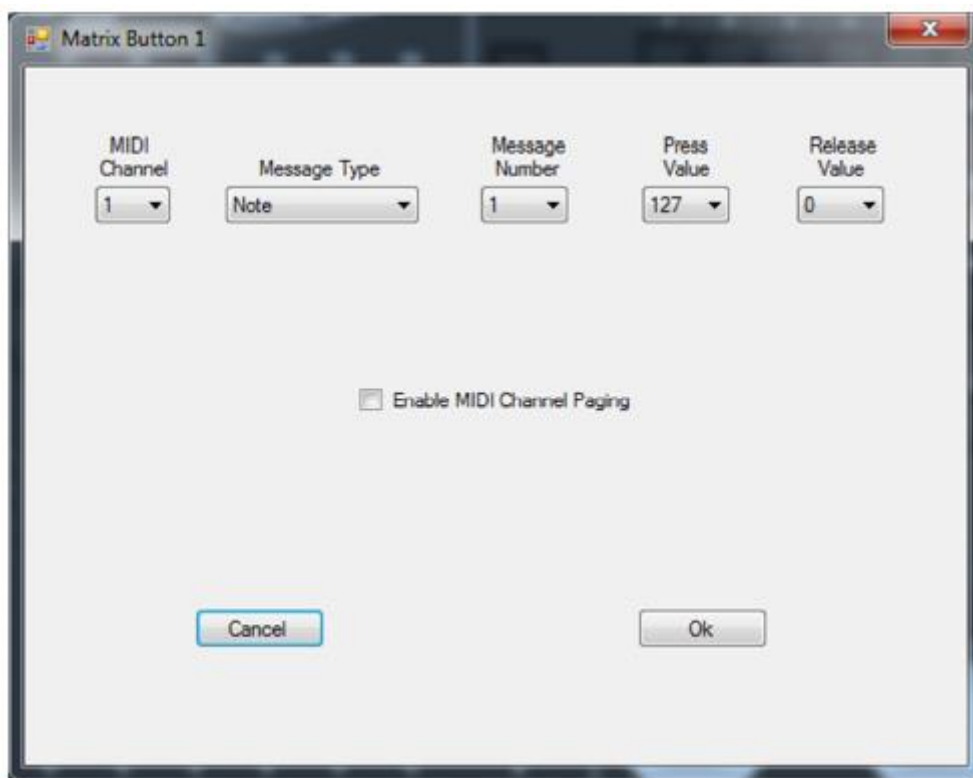 Matrix Button 1
MIDI
Channel
Message Type
Message
Number
Press
Value
Release
Value
1
Note
1
127
0
Enable MIDI Channel Paging
Cancel
Ok